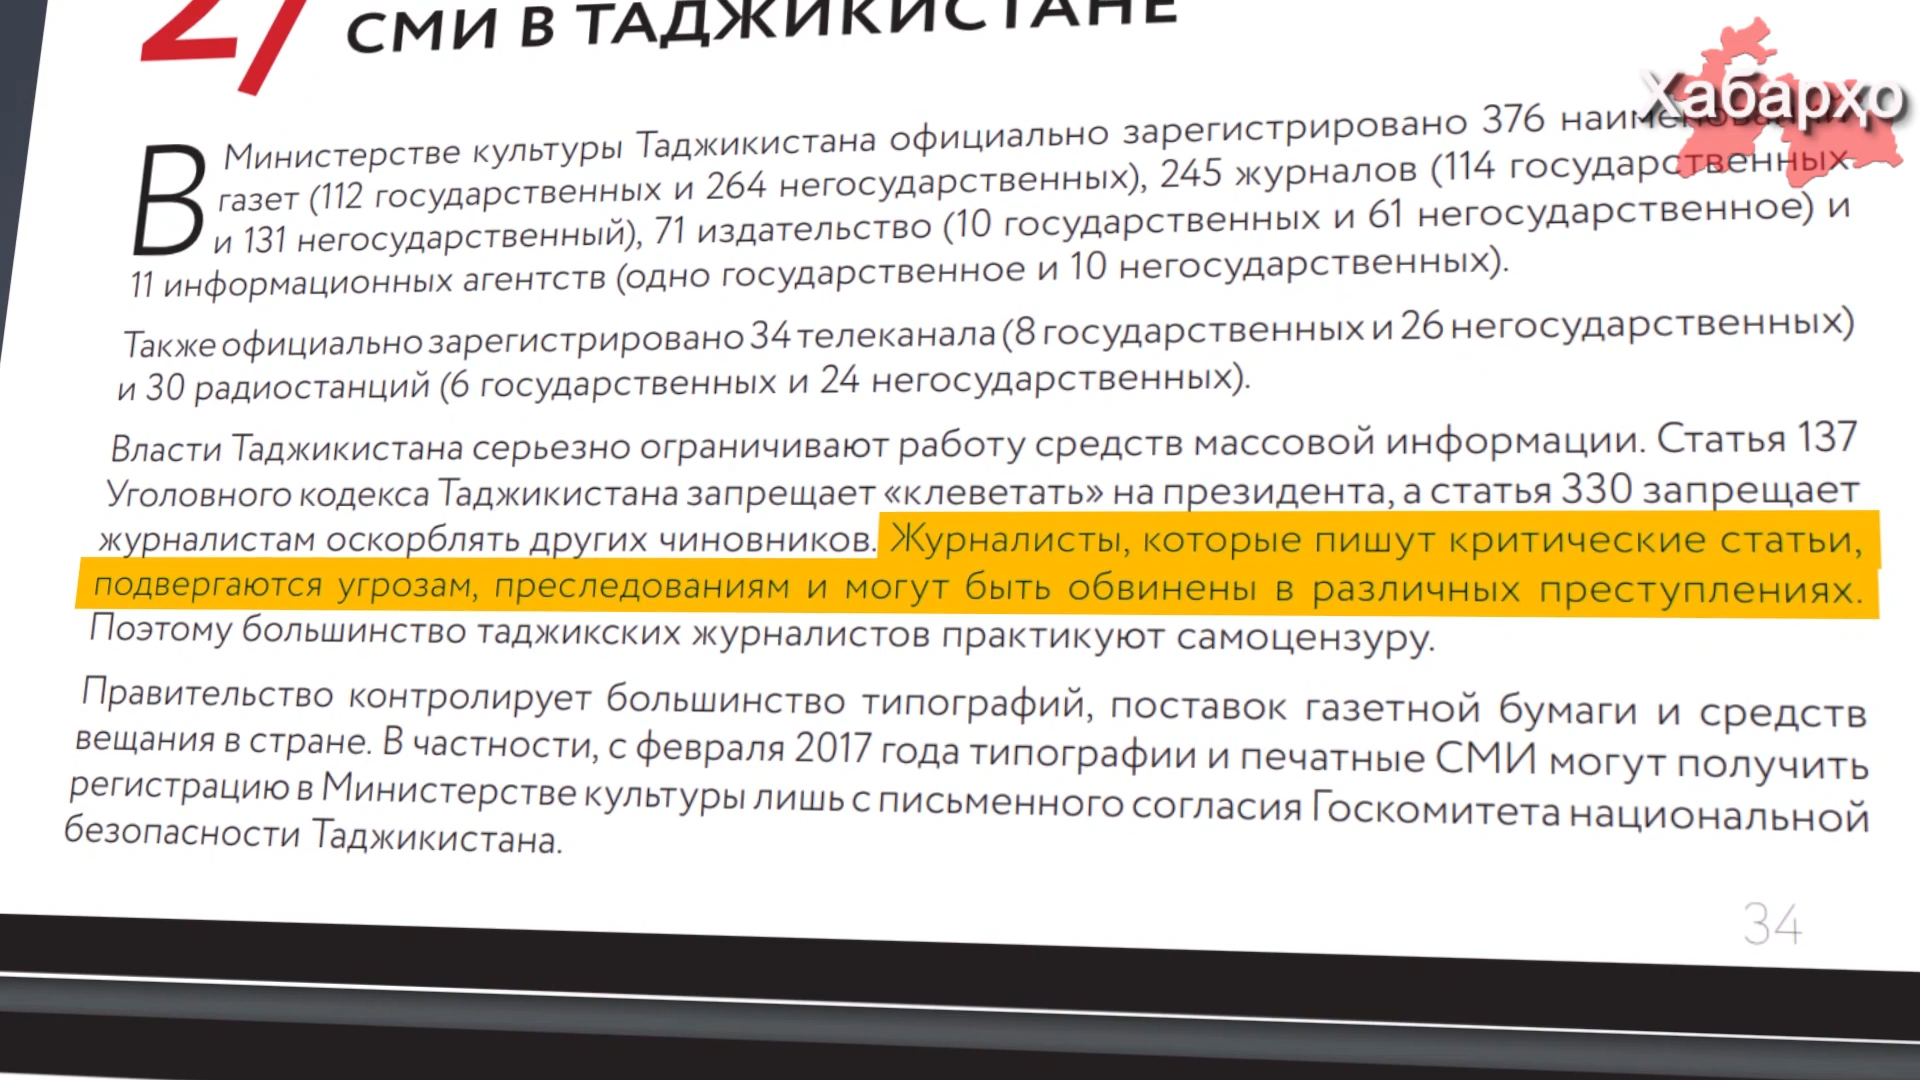 2/ СМИ В ТАДЖИКИСТАНЕ
Хабарҳо
В Министерстве культуры Таджикистана официально зарегистрировано 376
газет (112 государственных и 264 негосударственных), 245 журналов (114 государственных
и 131 негосударственный), 71 издательство (10 государственных и 61 негосударственное) и
11 информационных агентств (одно государственное и 10 негосударственных).
Также официально зарегистрировано 34 телеканала (8 государственных и 26 негосударственных)
и 30 радиостанций (6 государственных и 24 негосударственных).
Власти Таджикистана серьезно ограничивают работу средств массовой информации. Статья 137
Уголовного кодекса Таджикистана запрещает «клеветать» на президента, а статья 330 запрещает
журналистам оскорблять других чиновников. Журналисты, которые пишут критические статьи,
подвергаются угрозам, преследованиям и могут быть обвинены в различных преступлениях.
Поэтому большинство таджикских журналистов практикуют самоцензуру.
Правительство контролирует большинство типографий, поставок газетной бумаги и средств
вещания в стране. В частности, с февраля 2017 года типографии и печатные СМИ могут получить
регистрацию в Министерстве культуры лишь с письменного согласия Госкомитета национальной
безопасности Таджикистана.
34